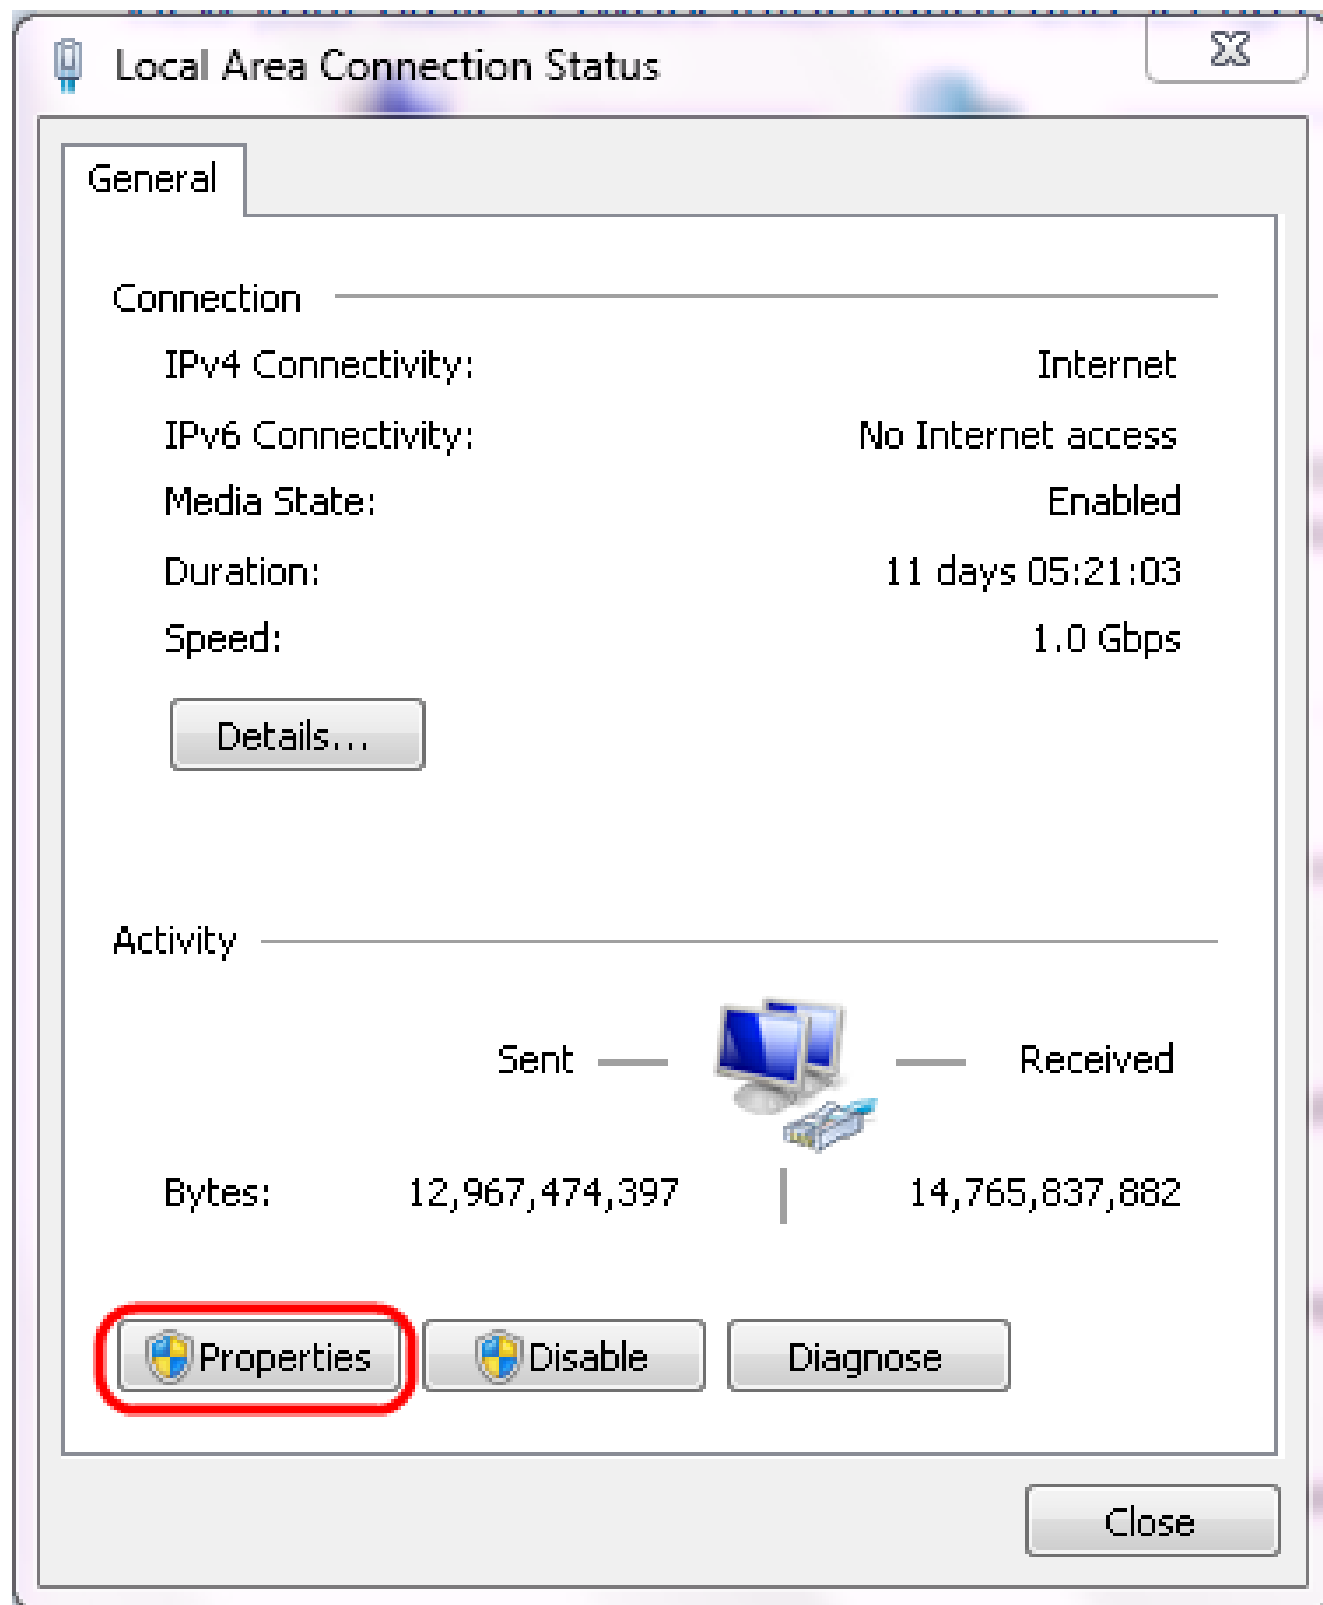 Local Area Connection Status
General
Connection
IPv4 Connectivity: Internet
IPv6 Connectivity: No Internet access
Media State: Enabled
Duration: 11 days 05:21:03
Speed: 1.0 Gbps
Details...
Activity
Sent Received
Bytes: 12,967,474,397 14,765,837,882
Properties Disable Diagnose
Close